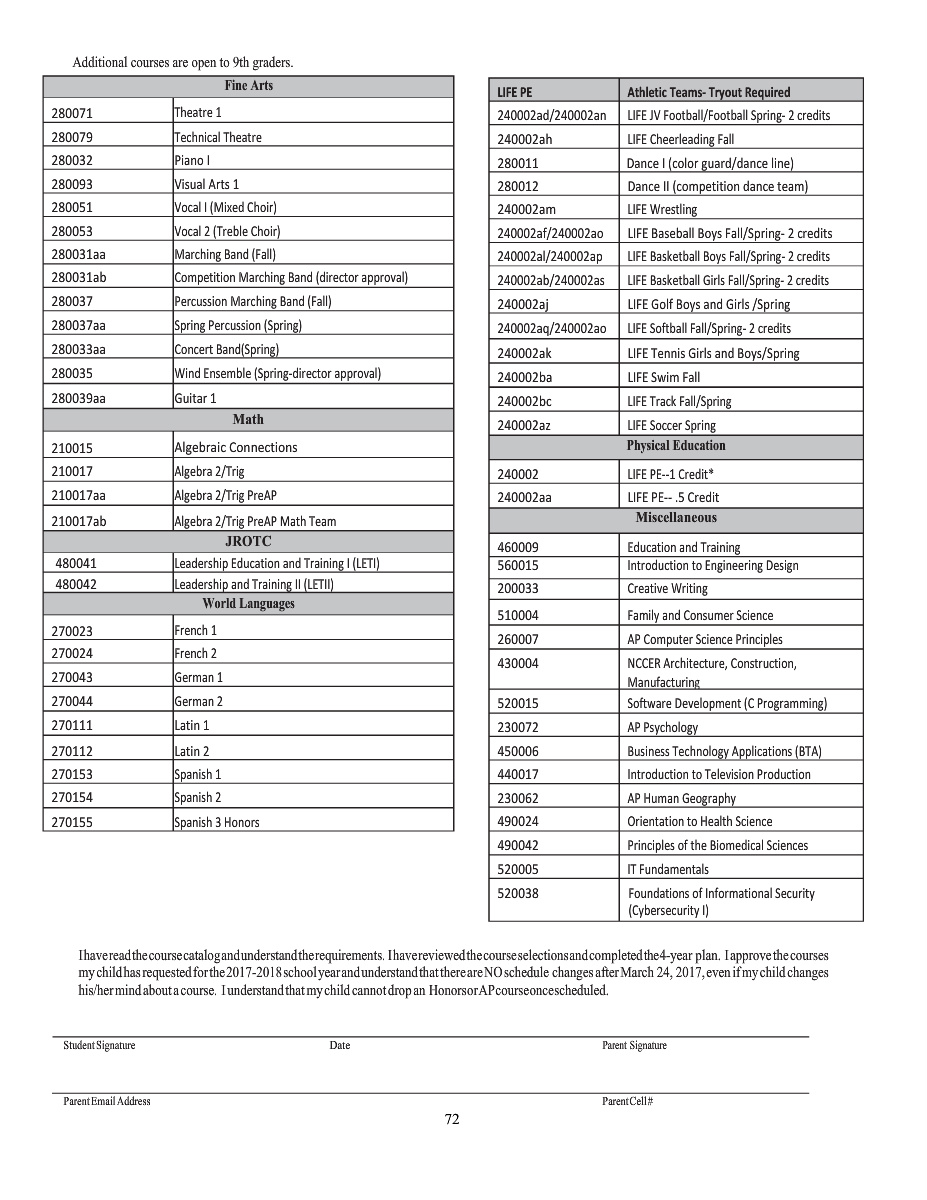 Additional courses are open to 9th graders.
Fine Arts
280071 Theatre 1
280079 Technical Theatre
280032 Piano I
280093 Visual Arts 1
280051 Vocal I (Mixed Choir)
280053 Vocal 2 (Treble Choir)
280031aa Marching Band (Fall)
280031ab Competition Marching Band (director approval)
280037 Percussion Marching Band (Fall)
280037aa Spring Percussion (Spring)
280033aa Concert Band(Spring)
280035 Wind Ensemble (Spring-director approval)
280039aa Guitar 1
Math
210015 Algebraic Connections
210017 Algebra 2/Trig
210017aa Algebra 2/Trig PreAP
210017ab Algebra 2/Trig PreAP Math Team
JROTC
480041 Leadership Education and Training I (LETI)
480042 Leadership and Training II (LETII)
World Languages
270023 French 1
270024 French 2
270043 German 1
270044 German 2
270111 Latin 1
270112 Latin 2
270153 Spanish 1
270154 Spanish 2
270155 Spanish 3 Honors
LIFE PE Athletic Teams- Tryout Required
240002ad/240002an LIFE JV Football/Football Spring- 2 credits
240002ah LIFE Cheerleading Fall
280011 Dance I (color guard/dance line)
280012 Dance II (competition dance team)
240002am LIFE Wrestling
240002af/240002ao LIFE Baseball Boys Fall/Spring- 2 credits
240002al/240002ap LIFE Basketball Boys Fall/Spring- 2 credits
240002ab/240002as LIFE Basketball Girls Fall/Spring- 2 credits
240002aj LIFE Golf Boys and Girls /Spring
240002aq/240002ao LIFE Softball Fall/Spring- 2 credits
240002ak LIFE Tennis Girls and Boys/Spring
240002ba LIFE Swim Fall
240002bc LIFE Track Fall/Spring
240002az LIFE Soccer Spring
Physical Education
240002 LIFE PE--1 Credit*
240002aa LIFE PE-- .5 Credit
Miscellaneous
460009 Education and Training
560015 Introduction to Engineering Design
200033 Creative Writing
510004 Family and Consumer Science
260007 AP Computer Science Principles
430004 NCCER Architecture, Construction,
Manufacturing
520015 Software Development (C Programming)
230072 AP Psychology
450006 Business Technology Applications (BTA)
440017 Introduction to Television Production
230062 AP Human Geography
490024 Orientation to Health Science
490042 Principles of the Biomedical Sciences
520005 IT Fundamentals
520038 Foundations of Informational Security
(Cybersecurity I)
I have read the course catalog and understand the requirements. I have reviewed the course selections and completed the 4-year plan. I approve the courses
my child has requested for the 2017-2018 school year and understand that there are NO schedule changes after March 24, 2017, even if my child changes
his/her mind about a course. I understand that my child cannot drop an Honors or AP course once scheduled.
Student Signature Date Parent Signature
Parent Email Address Parent Cell #
72